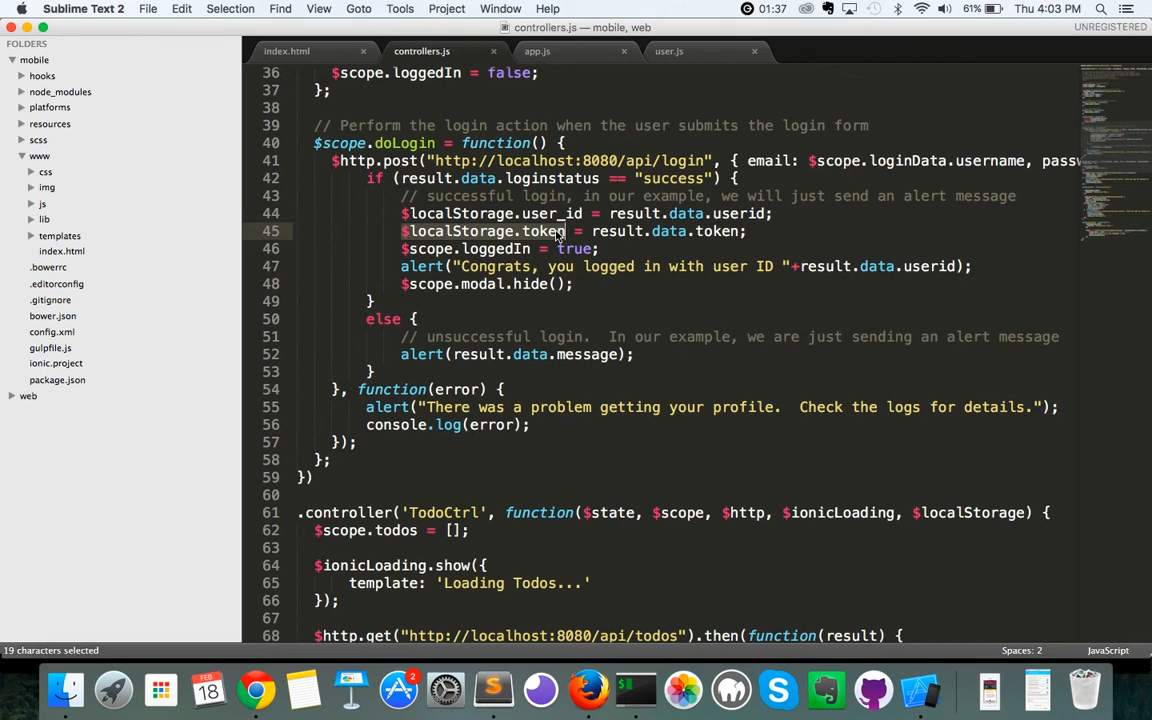 Sublime Text 2 File Edit Selection Find View Goto Tools Project Window Help 01:37 61% Thu 4:03 PM
controllers.js — mobile, web UNREGISTERED
FOLDERS
mobile
hooks
node_modules
platforms
resources
scss
www
css
img
js
lib
templates
index.html
.bowerrc
.editorconfig
.gitignore
bower.json
config.xml
gulpfile.js
ionic.project
package.json
web
index.html × controllers.js × app.js × user.js ×
36 $scope.loggedIn = false;
37 };
38
39 // Perform the login action when the user submits the login form
40 $scope.doLogin = function() {
41 $http.post("http://localhost:8080/api/login", { email: $scope.loginData.username, passw
42 if (result.data.loginstatus == "success") {
43 // successful login, in our example, we will just send an alert message
44 $localStorage.user_id = result.data.userid;
45 $localStorage.token = result.data.token;
46 $scope.loggedIn = true;
47 alert("Congrats, you logged in with user ID "+result.data.userid);
48 $scope.modal.hide();
49 }
50 else {
51 // unsuccessful login.  In our example, we are just sending an alert message
52 alert(result.data.message);
53 }
54 }, function(error) {
55 alert("There was a problem getting your profile.  Check the logs for details.");
56 console.log(error);
57 });
58 };
59 })
60
61 .controller('TodoCtrl', function($state, $scope, $http, $ionicLoading, $localStorage) {
62 $scope.todos = [];
63
64 $ionicLoading.show({
65 template: 'Loading Todos...'
66 });
67
68 $http.get("http://localhost:8080/api/todos").then(function(result) {
19 characters selected Spaces: 2 JavaScript
FEB
18
2